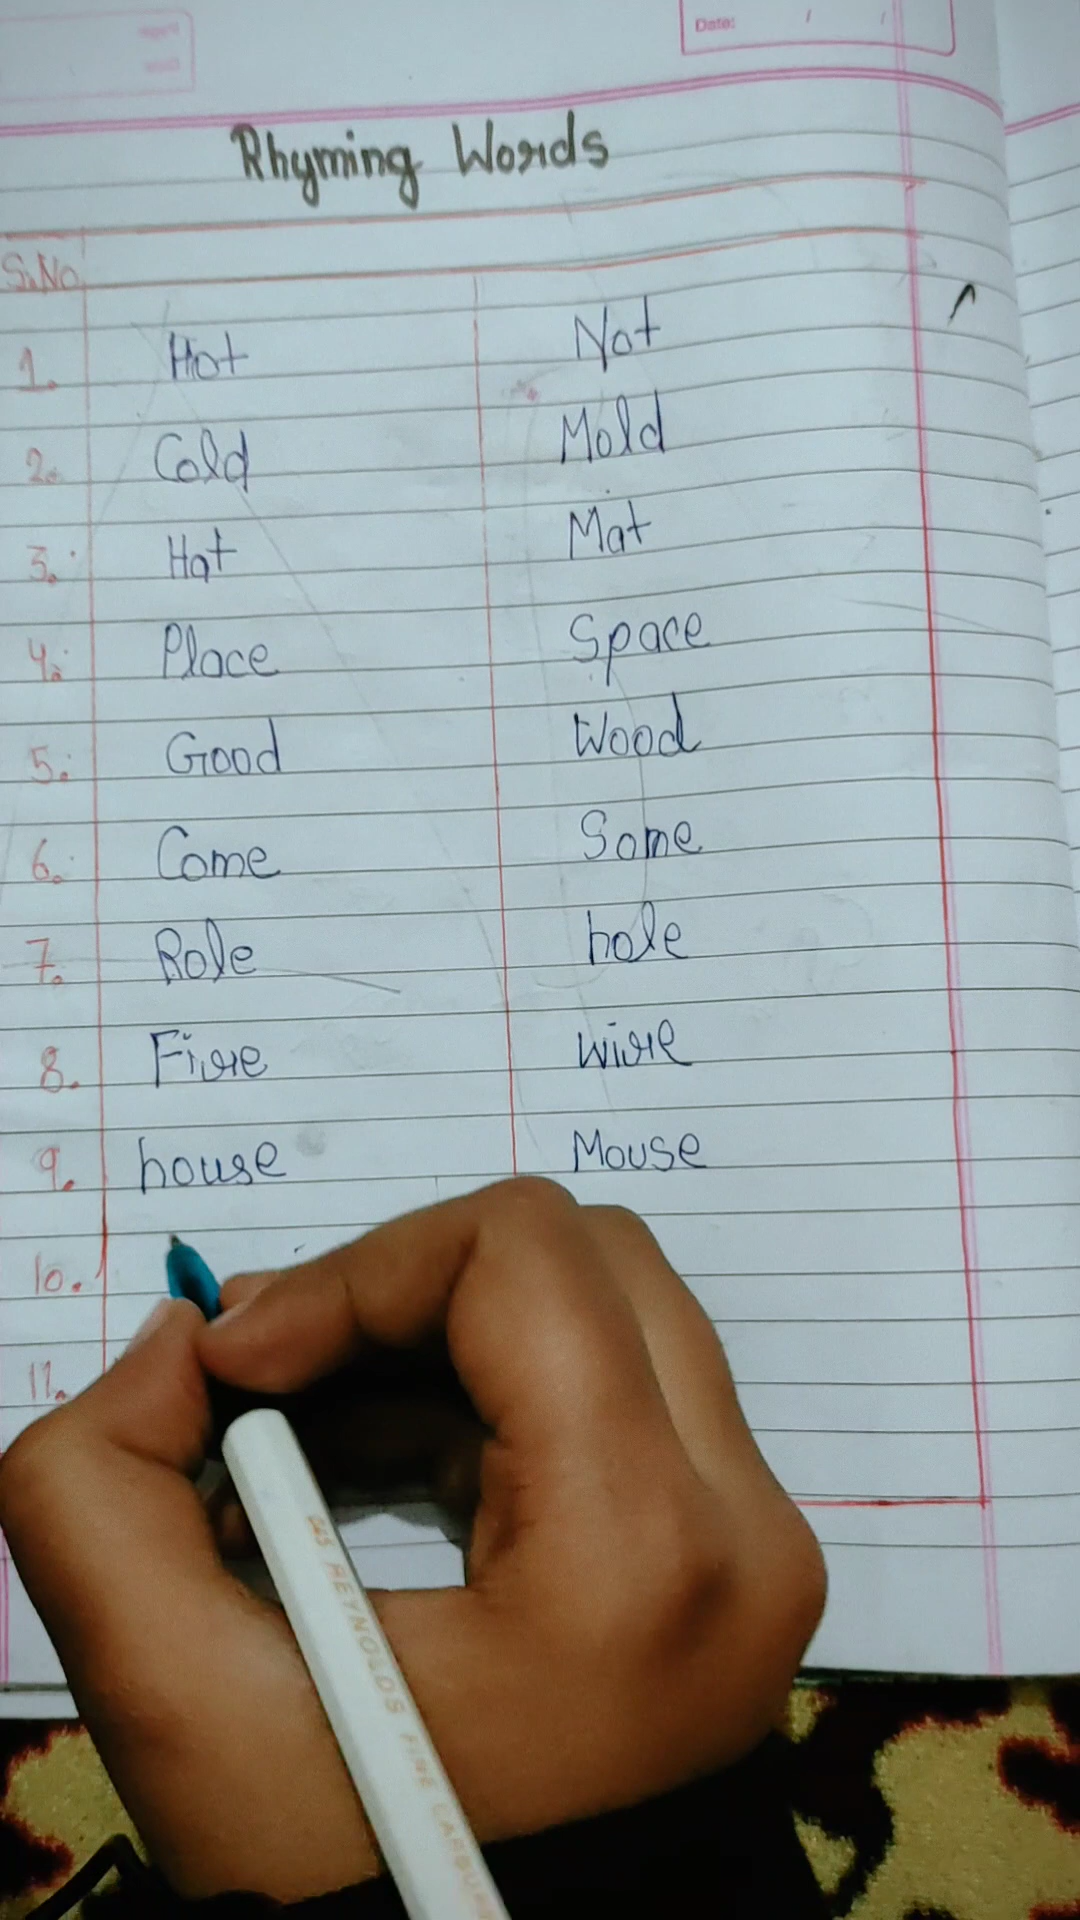 Date: / /
Rhyming Words
S.No
1. Hot Not
2. Cold Mold
3. Hat Mat
4. Place Space
5. Good Wood
6. Come Some
7. Role hole
8. Fire wire
9. house Mouse
10.
11.
045 REYNOLDS FINE CARBURE